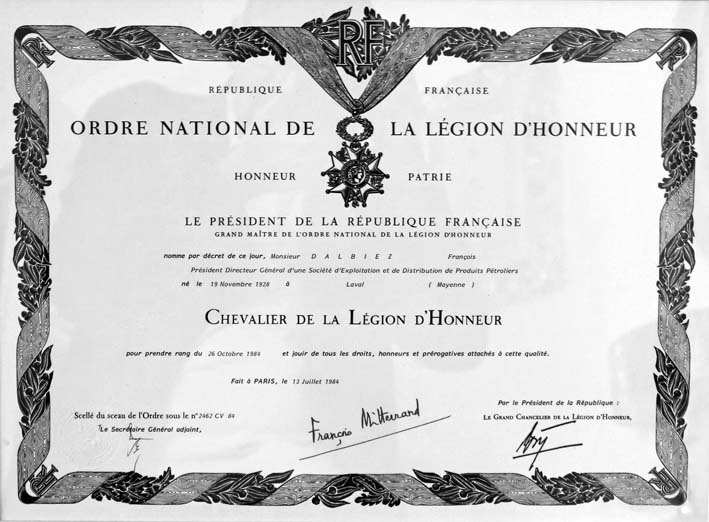 RF
RÉPUBLIQUE FRANÇAISE
ORDRE NATIONAL DE LA LÉGION D'HONNEUR
HONNEUR PATRIE
LE PRÉSIDENT DE LA RÉPUBLIQUE FRANÇAISE
GRAND MAÎTRE DE L'ORDRE NATIONAL DE LA LÉGION D'HONNEUR
nomme par décret de ce jour, Monsieur DALBIEZ François
Président Directeur Général d'une Société d'Exploitation et de Distribution de Produits Pétroliers
né le 19 Novembre 1928 à Laval (Mayenne)
CHEVALIER DE LA LÉGION D'HONNEUR
pour prendre rang du 26 Octobre 1984 et jouir de tous les droits, honneurs et prérogatives attachés à cette qualité.
Fait à PARIS, le 13 Juillet 1984
Scellé du sceau de l'Ordre sous le n° 2462 CV 84
Le Secrétaire Général adjoint,
François Mitterrand
Par le Président de la République :
LE GRAND CHANCELIER DE LA LÉGION D'HONNEUR,